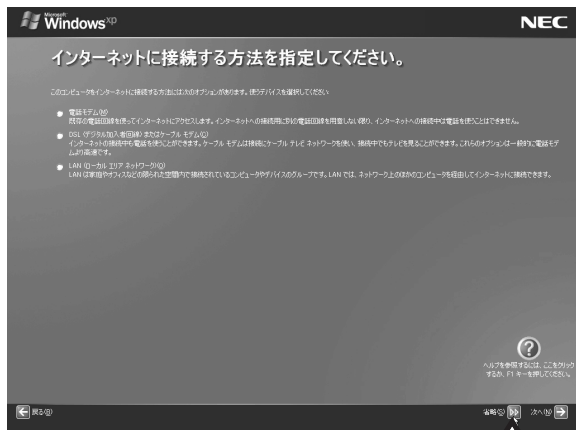 Microsoft
Windows xp
NEC
インターネットに接続する方法を指定してください。
このコンピュータをインターネットに接続する方法には次のオプションがあります。使うデバイスを選択してください
電話モデム(M)
既存の電話回線を使ってインターネットにアクセスします。インターネットへの接続用に別の電話回線を用意しない限り、インターネットへの接続中は電話を使うことはできません。
DSL (デジタル加入者回線) またはケーブル モデム(C)
インターネットの接続中も電話を使うことができます。ケーブル モデムは接続にケーブル テレビ ネットワークを使い、接続中でもテレビを見ることができます。これらのオプションは一般的に電話モデ
ムより高速です。
LAN (ローカル エリア ネットワーク)(O)
LAN は家庭やオフィスなどの限られた空間内で接続されているコンピュータやデバイスのグループです。LAN では、ネットワーク上のほかのコンピュータを経由してインターネットに接続できます。
ヘルプを参照するには、ここをクリック
するか、F1 キーを押してください。
戻る(B)
省略(S)
次へ(N)